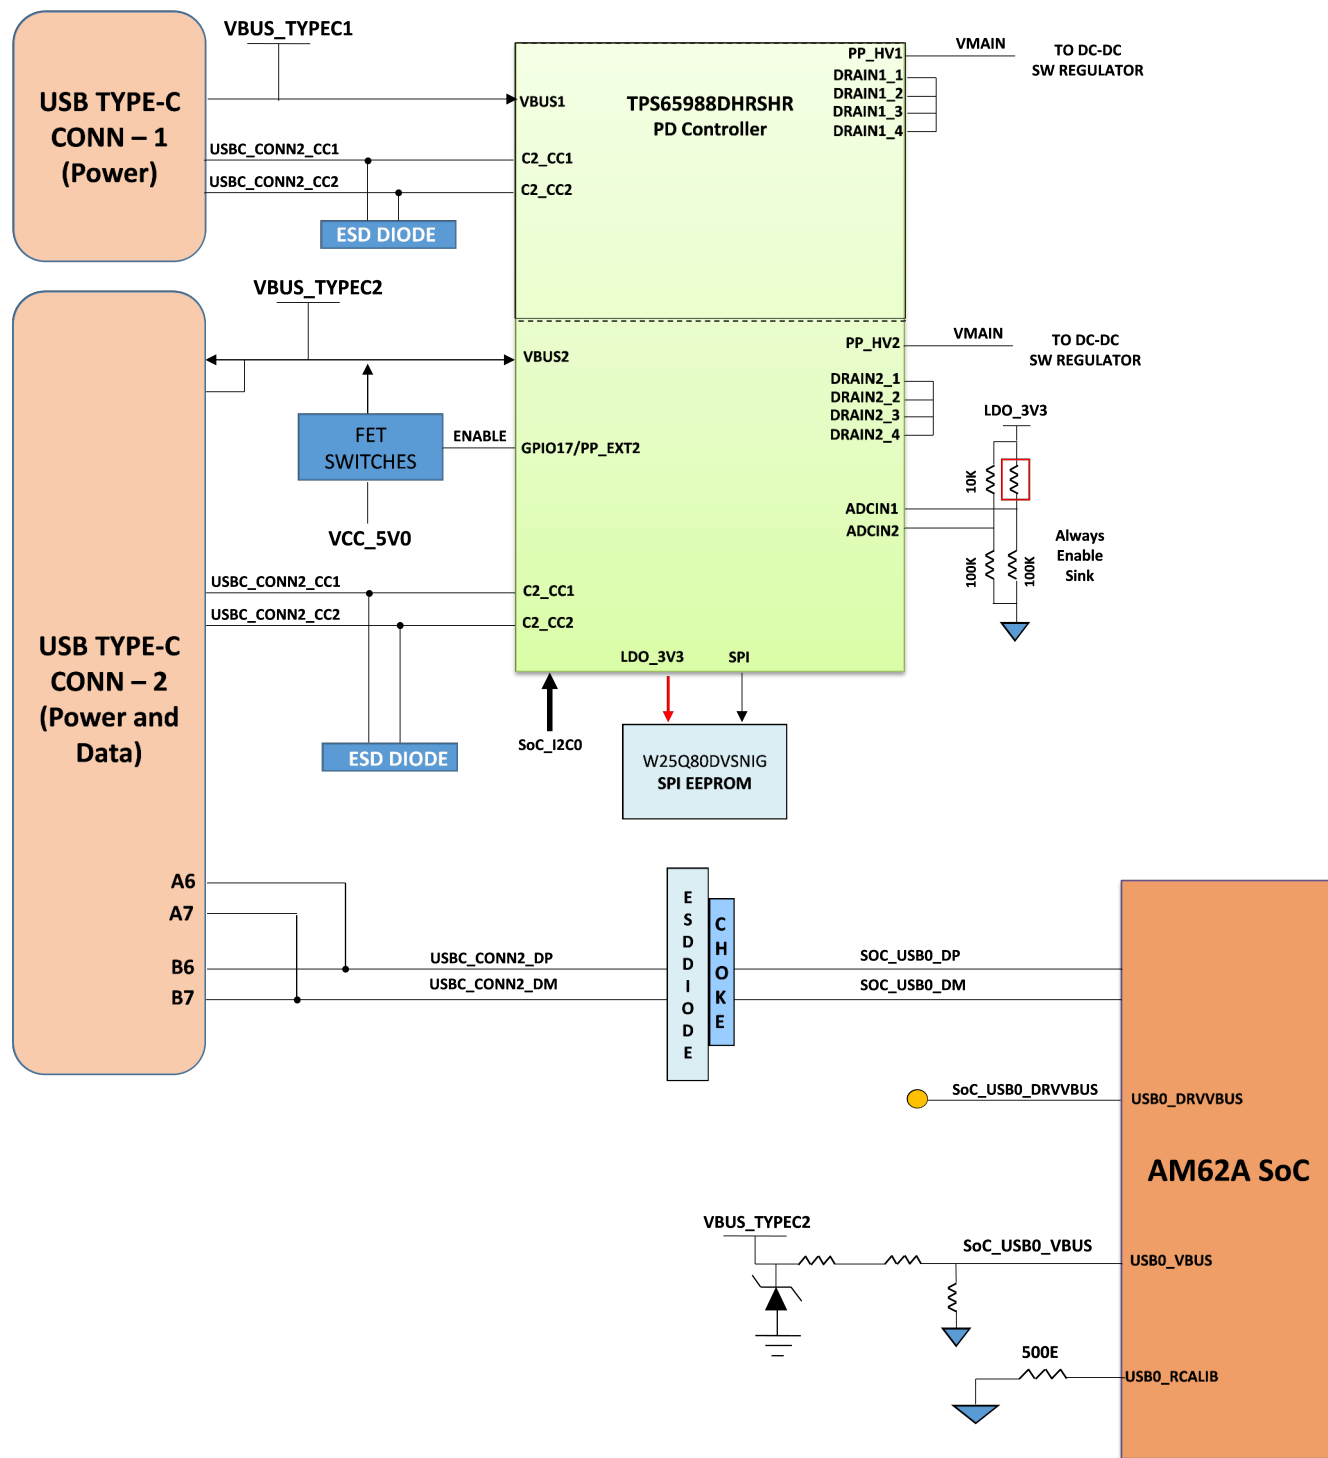 USB TYPE-C
CONN – 1
(Power)
VBUS_TYPEC1
USBC_CONN2_CC1
USBC_CONN2_CC2
ESD DIODE
TPS65988DHRSHR
PD Controller
VBUS1
C2_CC1
C2_CC2
PP_HV1
DRAIN1_1
DRAIN1_2
DRAIN1_3
DRAIN1_4
VMAIN
TO DC-DC
SW REGULATOR
USB TYPE-C
CONN – 2
(Power and
Data)
VBUS_TYPEC2
VBUS2
FET
SWITCHES
ENABLE
GPIO17/PP_EXT2
VCC_5V0
PP_HV2
DRAIN2_1
DRAIN2_2
DRAIN2_3
DRAIN2_4
VMAIN
TO DC-DC
SW REGULATOR
LDO_3V3
10K
ADCIN1
ADCIN2
100K
100K
Always
Enable
Sink
USBC_CONN2_CC1
USBC_CONN2_CC2
C2_CC1
C2_CC2
ESD DIODE
LDO_3V3
SPI
SoC_I2C0
W25Q80DVSNIG
SPI EEPROM
A6
A7
B6
B7
USBC_CONN2_DP
USBC_CONN2_DM
ESDDIODE
CHOKE
SOC_USB0_DP
SOC_USB0_DM
SoC_USB0_DRVVBUS
USB0_DRVVBUS
AM62A SoC
VBUS_TYPEC2
SoC_USB0_VBUS
USB0_VBUS
500E
USB0_RCALIB